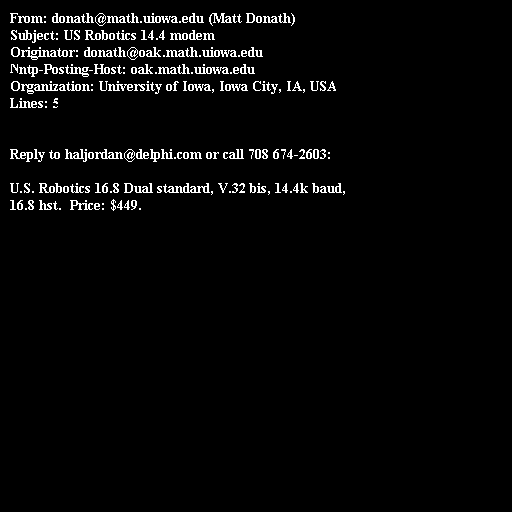 From: donath@math.uiowa.edu (Matt Donath)
Subject: US Robotics 14.4 modem
Originator: donath@oak.math.uiowa.edu
Nntp-Posting-Host: oak.math.uiowa.edu
Organization: University of Iowa, Iowa City, IA, USA
Lines: 5
Reply to haljordan@delphi.com or call 708 674-2603:
U.S. Robotics 16.8 Dual standard, V.32 bis, 14.4k baud,
16.8 hst.  Price: $449.